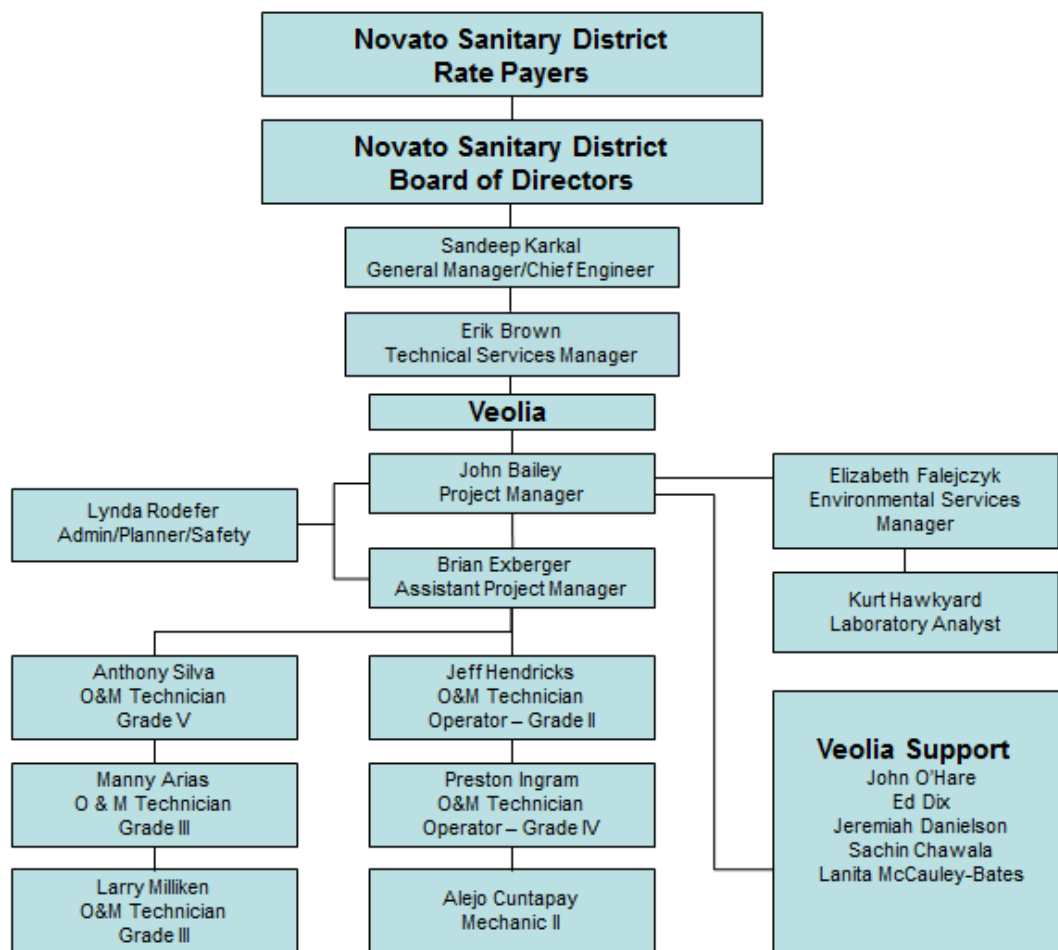 Novato Sanitary District
Rate Payers
Novato Sanitary District
Board of Directors
Sandeep Karkal
General Manager/Chief Engineer
Erik Brown
Technical Services Manager
Veolia
John Bailey
Project Manager
Lynda Rodefer
Admin/Planner/Safety
Elizabeth Falejczyk
Environmental Services
Manager
Brian Exberger
Assistant Project Manager
Kurt Hawkyard
Laboratory Analyst
Anthony Silva
O&M Technician
Grade V
Jeff Hendricks
O&M Technician
Operator – Grade II
Manny Arias
O & M Technician
Grade III
Preston Ingram
O&M Technician
Operator – Grade IV
Larry Milliken
O&M Technician
Grade III
Alejo Cuntapay
Mechanic II
Veolia Support
John O'Hare
Ed Dix
Jeremiah Danielson
Sachin Chawala
Lanita McCauley-Bates